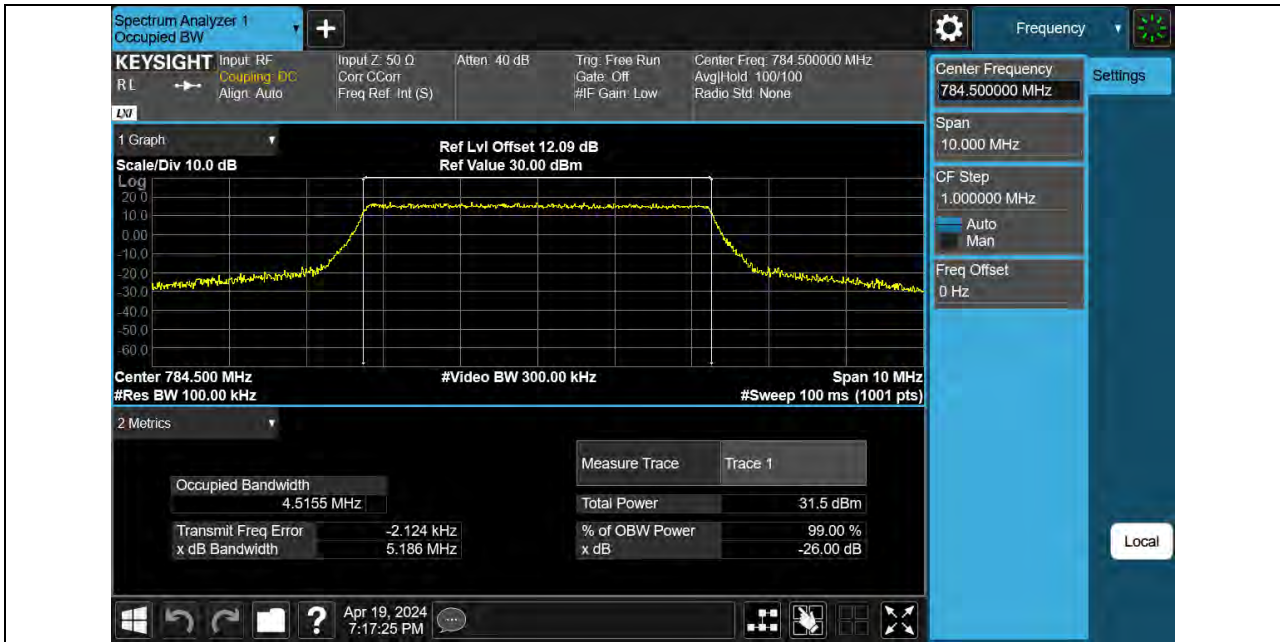 Spectrum Analyzer 1
Occupied BW
Frequency
KEYSIGHT
RL
LXI
Input: RF
Coupling: DC
Align: Auto
Input Z: 50 Ω
Corr CCorr
Freq Ref: Int (S)
Atten: 40 dB
Trig: Free Run
Gate: Off
#IF Gain: Low
Center Freq: 784.500000 MHz
Avg|Hold: 100/100
Radio Std: None
Center Frequency
784.500000 MHz
Settings
Span
10.000 MHz
CF Step
1.000000 MHz
Auto
Man
Freq Offset
0 Hz
1 Graph
Scale/Div 10.0 dB
Ref Lvl Offset 12.09 dB
Ref Value 30.00 dBm
Log
20.0
10.0
0.00
-10.0
-20.0
-30.0
-40.0
-50.0
-60.0
Center 784.500 MHz
#Video BW 300.00 kHz
Span 10 MHz
#Res BW 100.00 kHz
#Sweep 100 ms (1001 pts)
2 Metrics
Measure Trace Trace 1
Occupied Bandwidth
4.5155 MHz
Total Power 31.5 dBm
Transmit Freq Error -2.124 kHz
% of OBW Power 99.00 %
x dB Bandwidth 5.186 MHz
x dB -26.00 dB
Local
?
Apr 19, 2024
7:17:25 PM